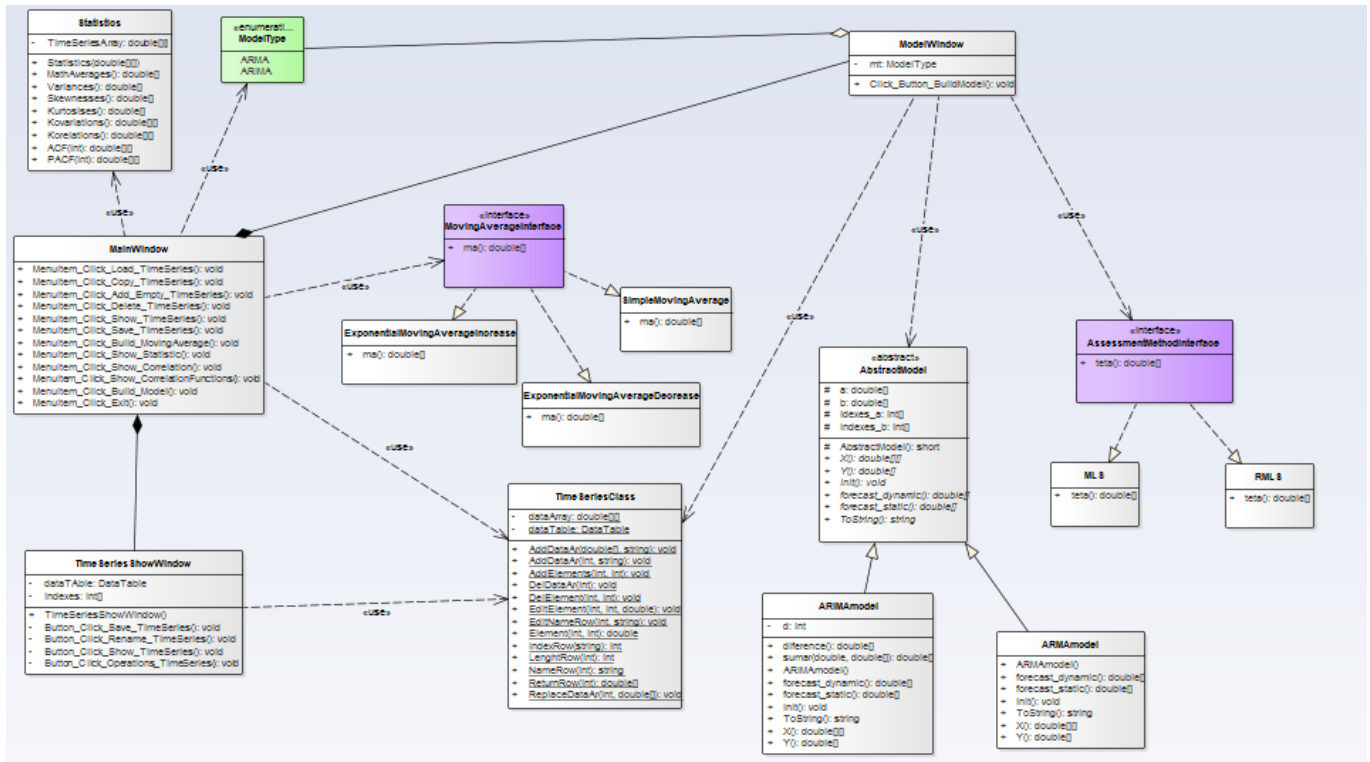 Statistics
- TimeSeriesArray: double[][]
+ Statistics(double[][])
+ MathAverages(): double[]
+ Variances(): double[]
+ Skewnesses(): double[]
+ Kurtosises(): double[]
+ Kovariations(): double[][]
+ Korelations(): double[][]
+ ACF(int): double[][]
+ PACF(int): double[][]
«enumerati...
ModelType
ARMA
ARIMA
ModelWindow
- mt: ModelType
+ Click_Button_BuildModel(): void
«use»
«use»
«use»
«use»
«use»
«use»
«use»
«use»
MainWindow
+ MenuItem_Click_Load_TimeSeries(): void
+ MenuItem_Click_Copy_TimeSeries(): void
+ MenuItem_Click_Add_Empty_TimeSeries(): void
+ MenuItem_Click_Delete_TimeSeries(): void
+ MenuItem_Click_Show_TimeSeries(): void
+ MenuItem_Click_Save_TimeSeries(): void
+ MenuItem_Click_Build_MovingAverage(): void
+ MenuItem_Click_Show_Statistic(): void
+ MenuItem_Click_Show_Correlation(): void
+ MenuItem_Click_Show_CorrelationFunctions(): void
+ MenuItem_Click_Build_Model(): void
+ MenuItem_Click_Exit(): void
«interface»
MovingAverageInterface
+ ma(): double[]
SimpleMovingAverage
+ ma(): double[]
ExponentialMovingAverageIncrease
+ ma(): double[]
ExponentialMovingAverageDecrease
+ ma(): double[]
«abstract»
AbstractModel
# a: double[]
# b: double[]
# idexes_a: int[]
# indexes_b: int[]
# AbstractModel(): short
+ X(): double[][]
+ Y(): double[]
+ Init(): void
+ forecast_dynamic(): double[]
+ forecast_static(): double[]
+ ToString(): string
«interface»
AssessmentMethodInterface
+ teta(): double[]
MLS
+ teta(): double[]
RMLS
+ teta(): double[]
TimeSeriesClass
- dataArray: double[][]
- dataTable: DataTable
+ AddDataAr(double[], string): void
+ AddDataAr(int, string): void
+ AddElements(int, int): void
+ DelDataAr(int): void
+ DelElement(int, int): void
+ EditElement(int, int, double): void
+ EditNameRow(int, string): void
+ Element(int, int): double
+ IndexRow(string): int
+ LenghtRow(int): int
+ NameRow(int): string
+ ReturnRow(int): double[]
+ ReplaceDataAr(int, double[]): void
TimeSeriesShowWindow
- dataTAble: DataTable
- indexes: int[]
+ TimeSeriesShowWindow()
- Button_Click_Save_TimeSeries(): void
- Button_Click_Rename_TimeSeries(): void
- Button_Click_Show_TimeSeries(): void
- Button_Click_Operations_TimeSeries(): void
ARIMAmodel
- d: int
+ diference(): double[]
+ sumar(double, double[]): double[]
+ ARIMAmodel()
+ forecast_dynamic(): double[]
+ forecast_static(): double[]
+ Init(): void
+ ToString(): string
+ X(): double[][]
+ Y(): double[]
ARMAmodel
+ ARMAmodel()
+ forecast_dynamic(): double[]
+ forecast_static(): double[]
+ Init(): void
+ ToString(): string
+ X(): double[][]
+ Y(): double[]